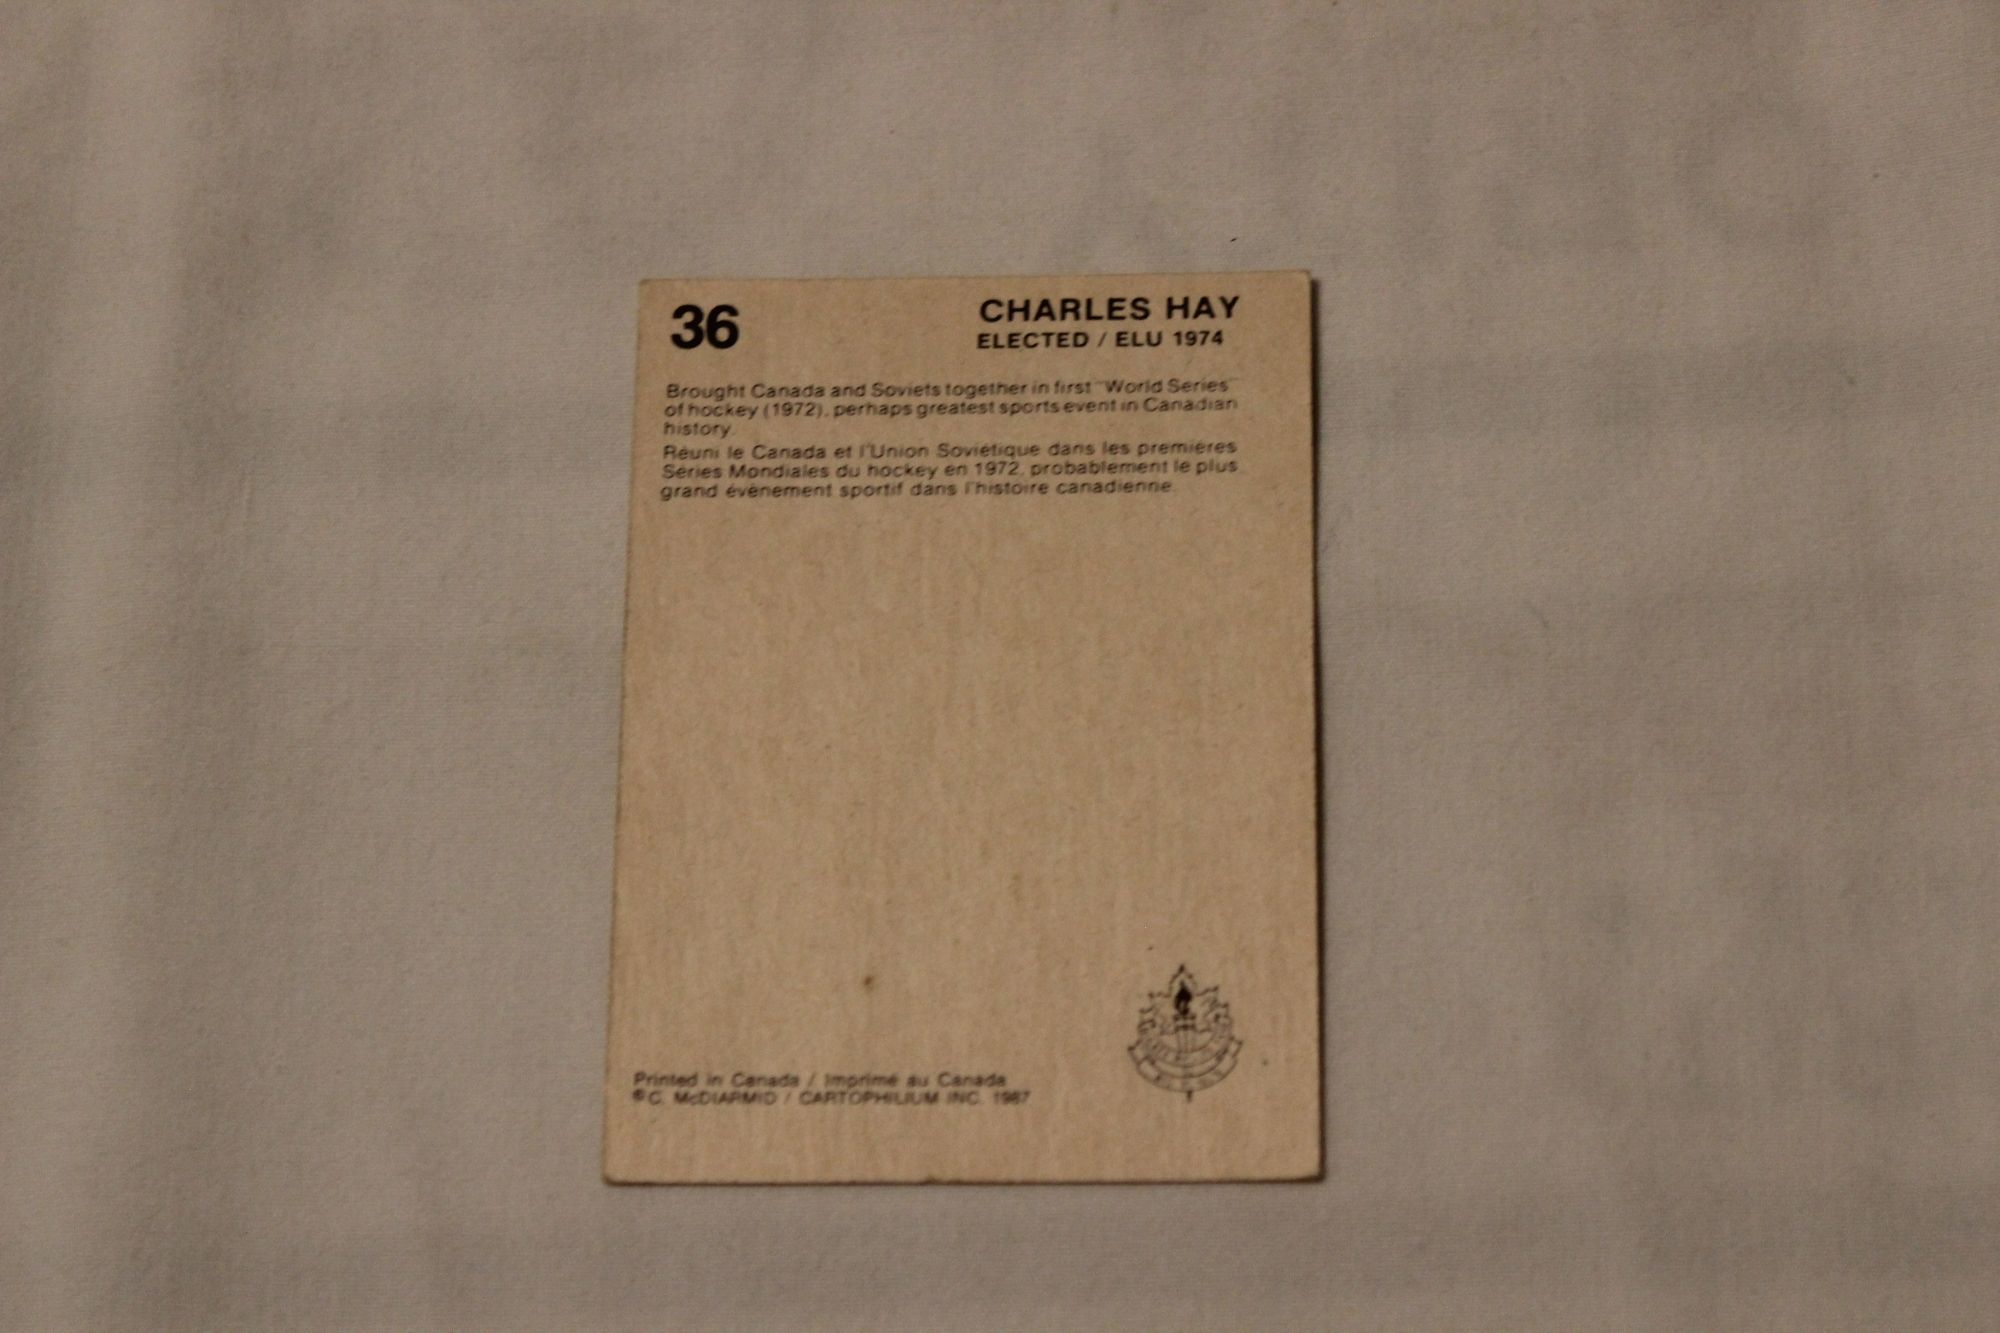 36
CHARLES HAY
ELECTED / ELU 1974
Brought Canada and Soviets together in first "World Series"
of hockey (1972), perhaps greatest sports event in Canadian
history.
Réuni le Canada et l'Union Soviétique dans les premières
Séries Mondiales du hockey en 1972, probablement le plus
grand évènement sportif dans l'histoire canadienne.
Printed in Canada / Imprimé au Canada
©C. McDIARMID / CARTOPHILIUM INC. 1987